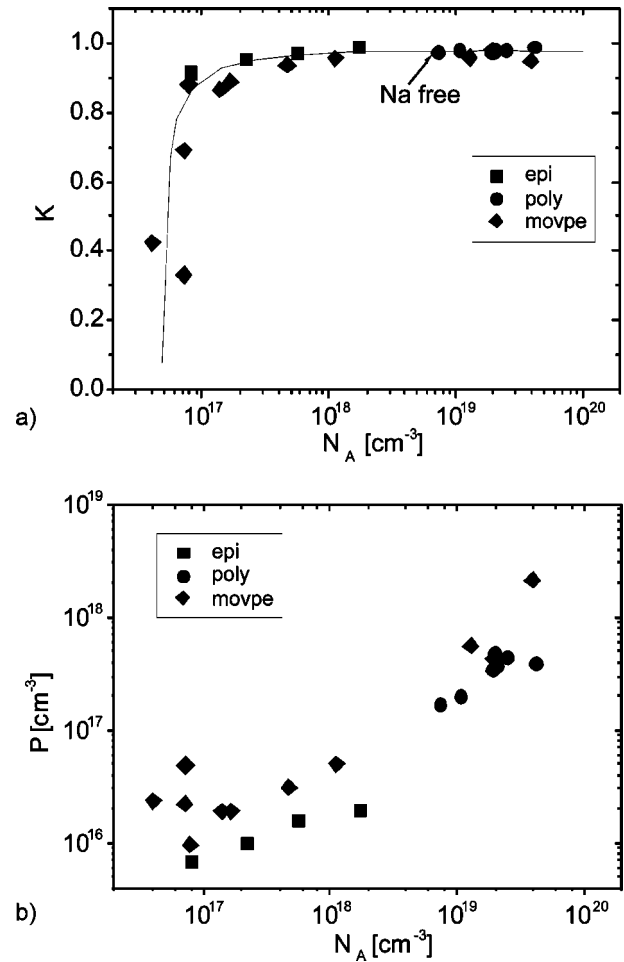 1.0
0.8
0.6
0.4
0.2
0.0
K
Na free
epi
poly
movpe
10^17
10^18
10^19
10^20
N_A [cm^-3]
a)
10^19
10^18
10^17
10^16
P [cm^-3]
epi
poly
movpe
10^17
10^18
10^19
10^20
N_A [cm^-3]
b)